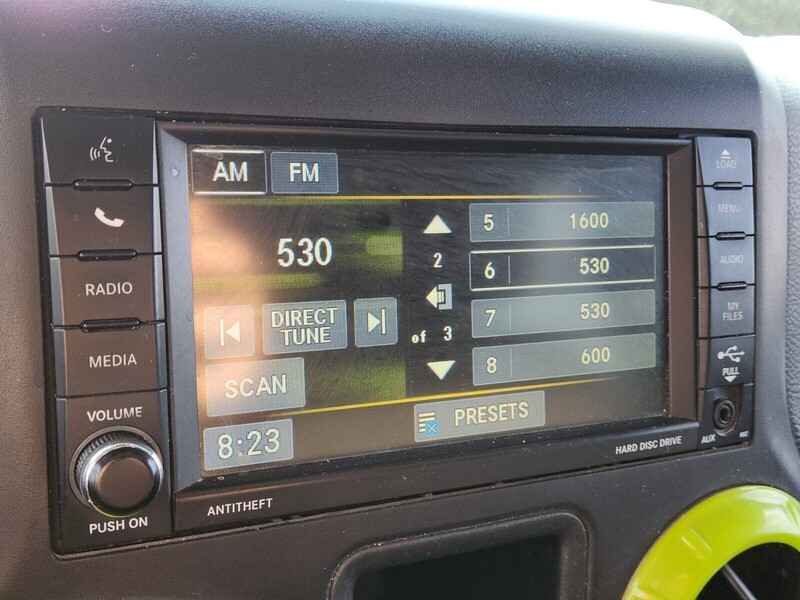 AM FM
530
DIRECT
TUNE
SCAN
8:23
2
of 3
5 1600
6 530
7 530
8 600
PRESETS
RADIO
MEDIA
VOLUME
PUSH ON
ANTITHEFT
HARD DISC DRIVE
LOAD
MENU
AUDIO
MY
FILES
PULL
AUX